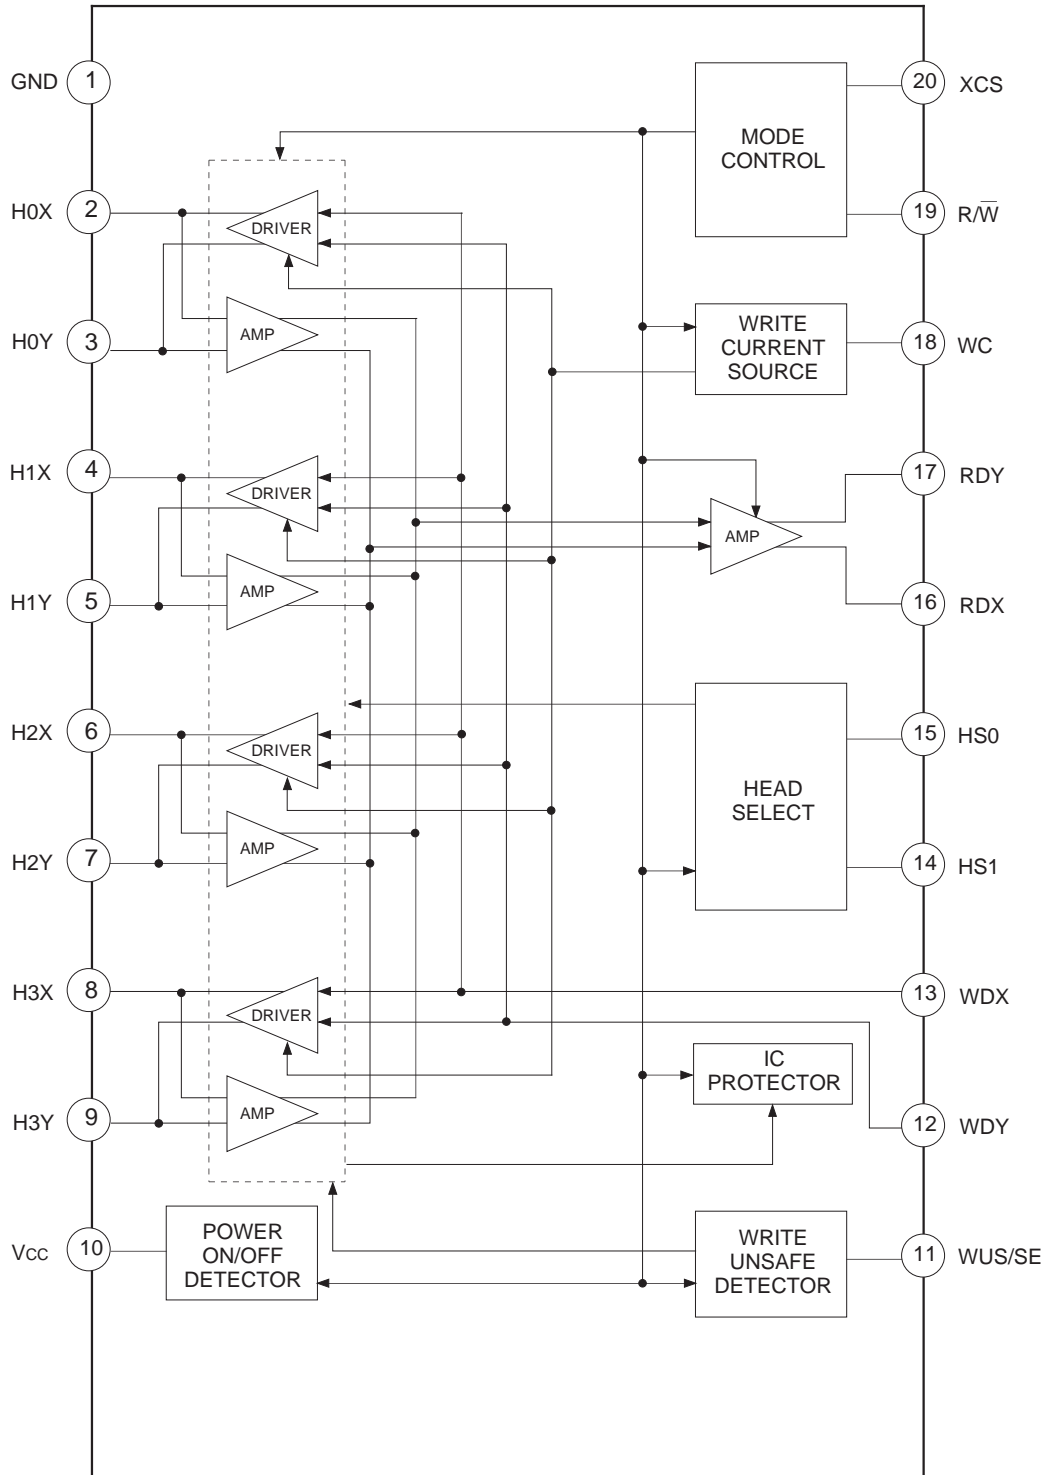 GND 1
20 XCS
MODE
CONTROL
H0X 2
DRIVER
19 R/W̅
H0Y 3
AMP
WRITE
CURRENT
SOURCE
18 WC
H1X 4
DRIVER
17 RDY
AMP
H1Y 5
AMP
16 RDX
H2X 6
DRIVER
15 HS0
HEAD
SELECT
H2Y 7
AMP
14 HS1
H3X 8
DRIVER
13 WDX
IC
PROTECTOR
H3Y 9
AMP
12 WDY
VCC 10
POWER
ON/OFF
DETECTOR
WRITE
UNSAFE
DETECTOR
11 WUS/SE